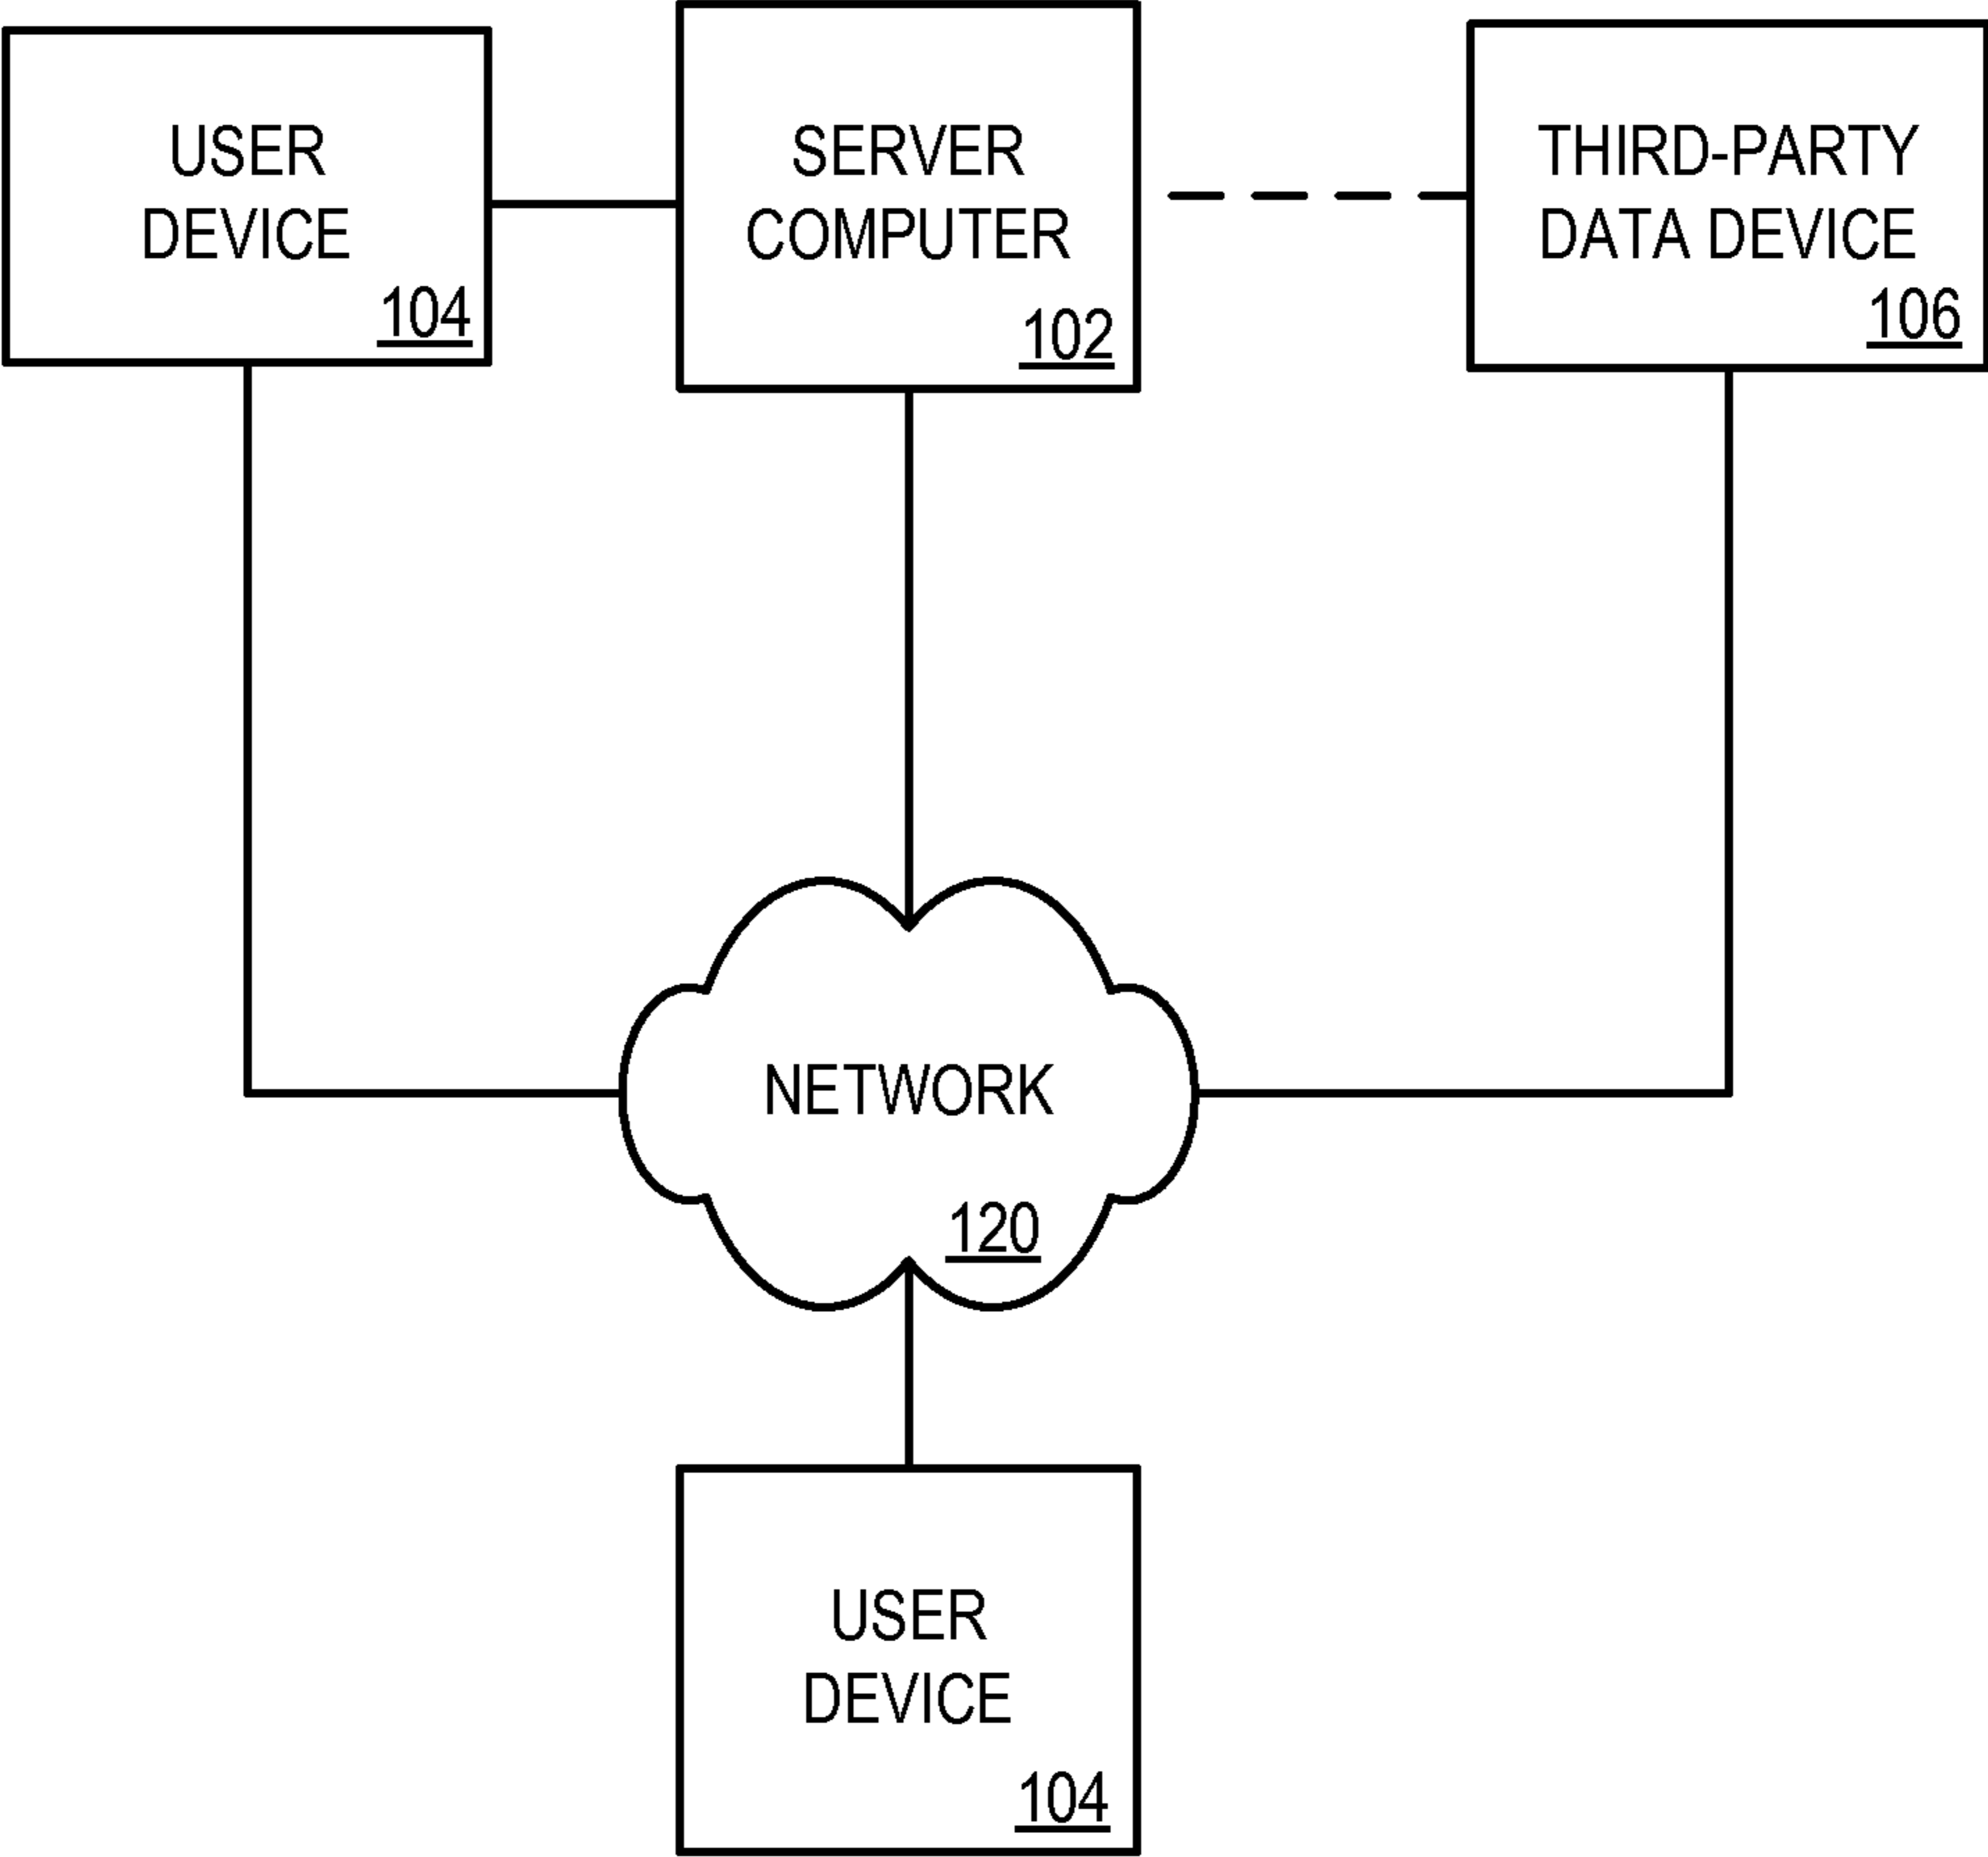 USER
DEVICE
104
SERVER
COMPUTER
102
THIRD-PARTY
DATA DEVICE
106
NETWORK
120
USER
DEVICE
104